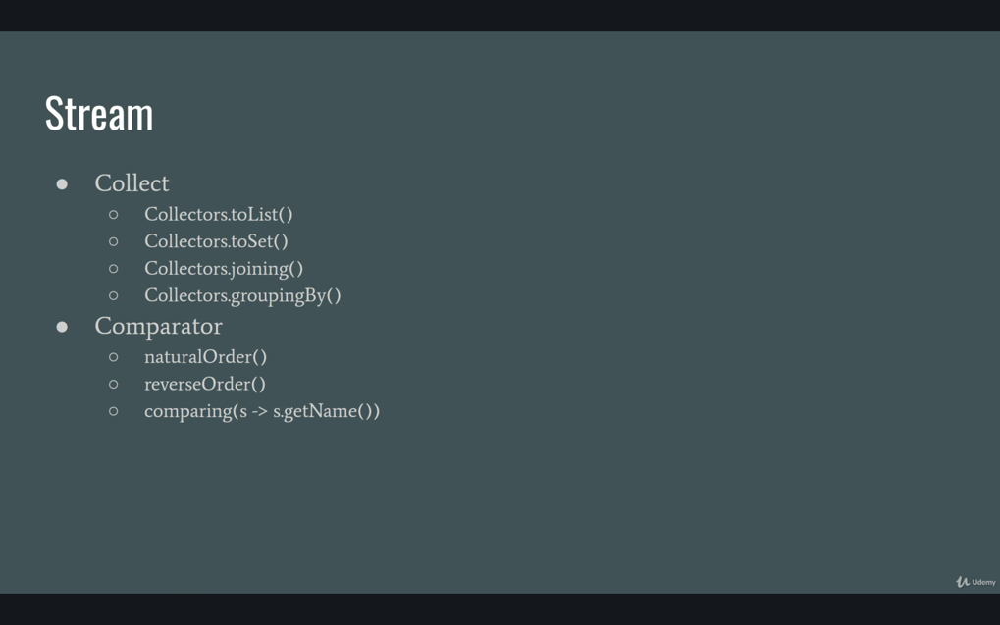 Stream
Collect
Collectors.toList()
Collectors.toSet()
Collectors.joining()
Collectors.groupingBy()
Comparator
naturalOrder()
reverseOrder()
comparing(s -> s.getName())
Udemy